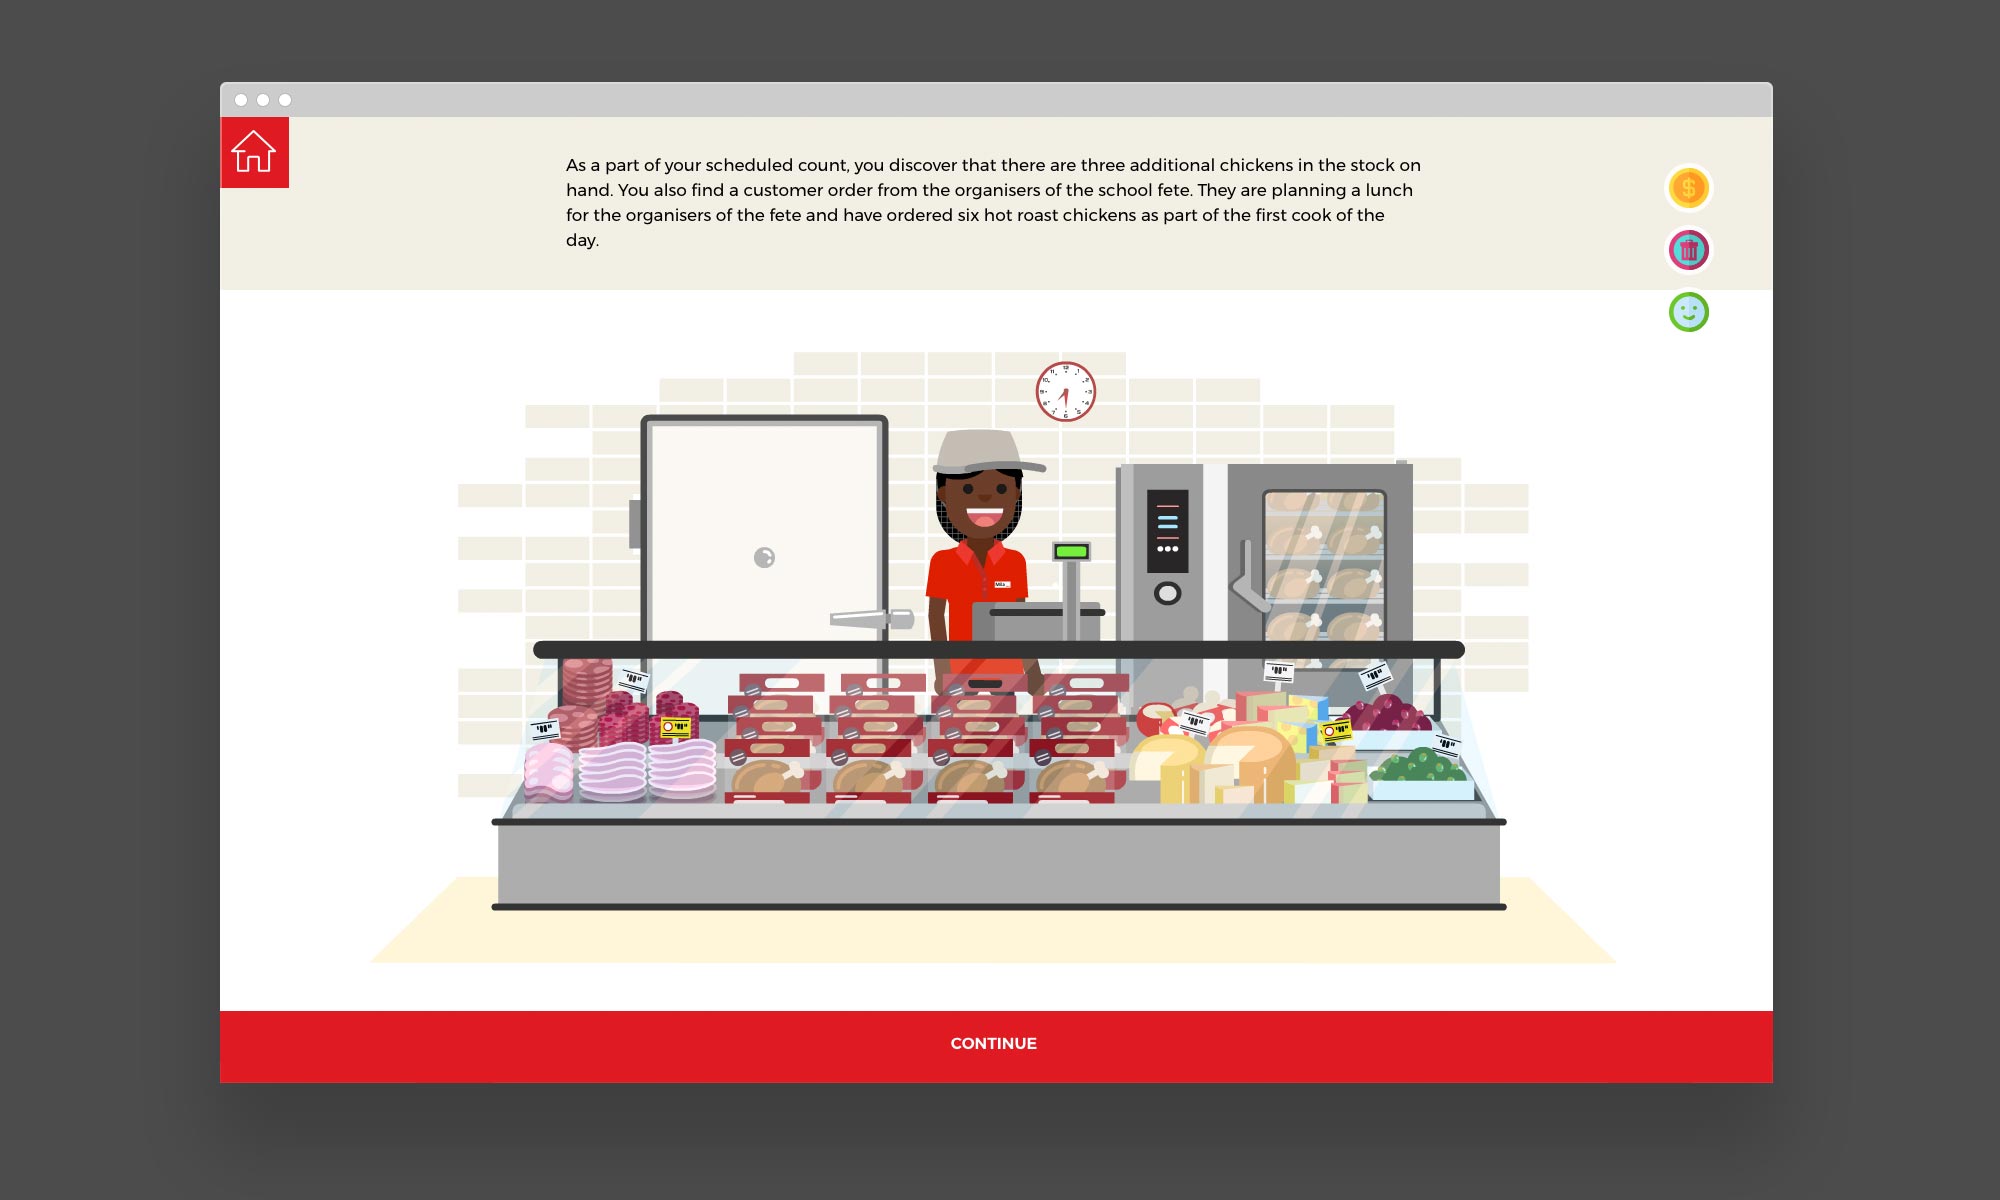 As a part of your scheduled count, you discover that there are three additional chickens in the stock on
hand. You also find a customer order from the organisers of the school fete. They are planning a lunch
for the organisers of the fete and have ordered six hot roast chickens as part of the first cook of the
day.
CONTINUE